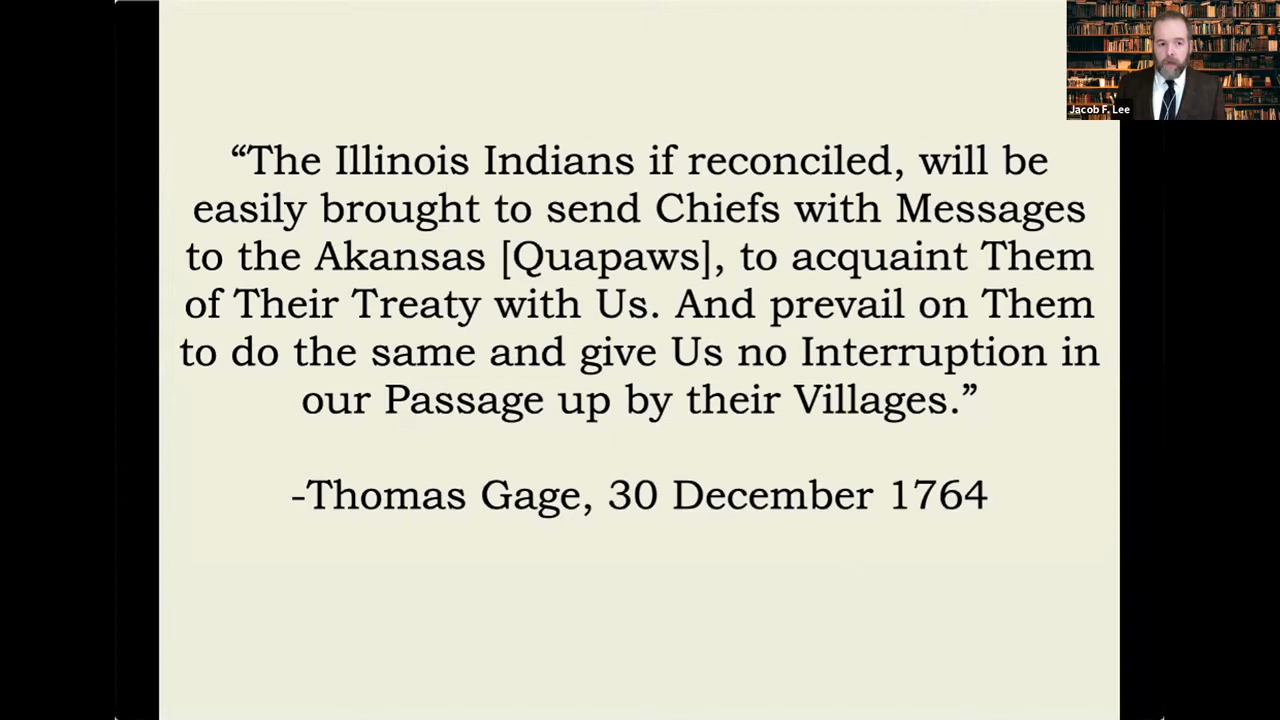 Jacob F. Lee
“The Illinois Indians if reconciled, will be
easily brought to send Chiefs with Messages
to the Akansas [Quapaws], to acquaint Them
of Their Treaty with Us. And prevail on Them
to do the same and give Us no Interruption in
our Passage up by their Villages.”
-Thomas Gage, 30 December 1764